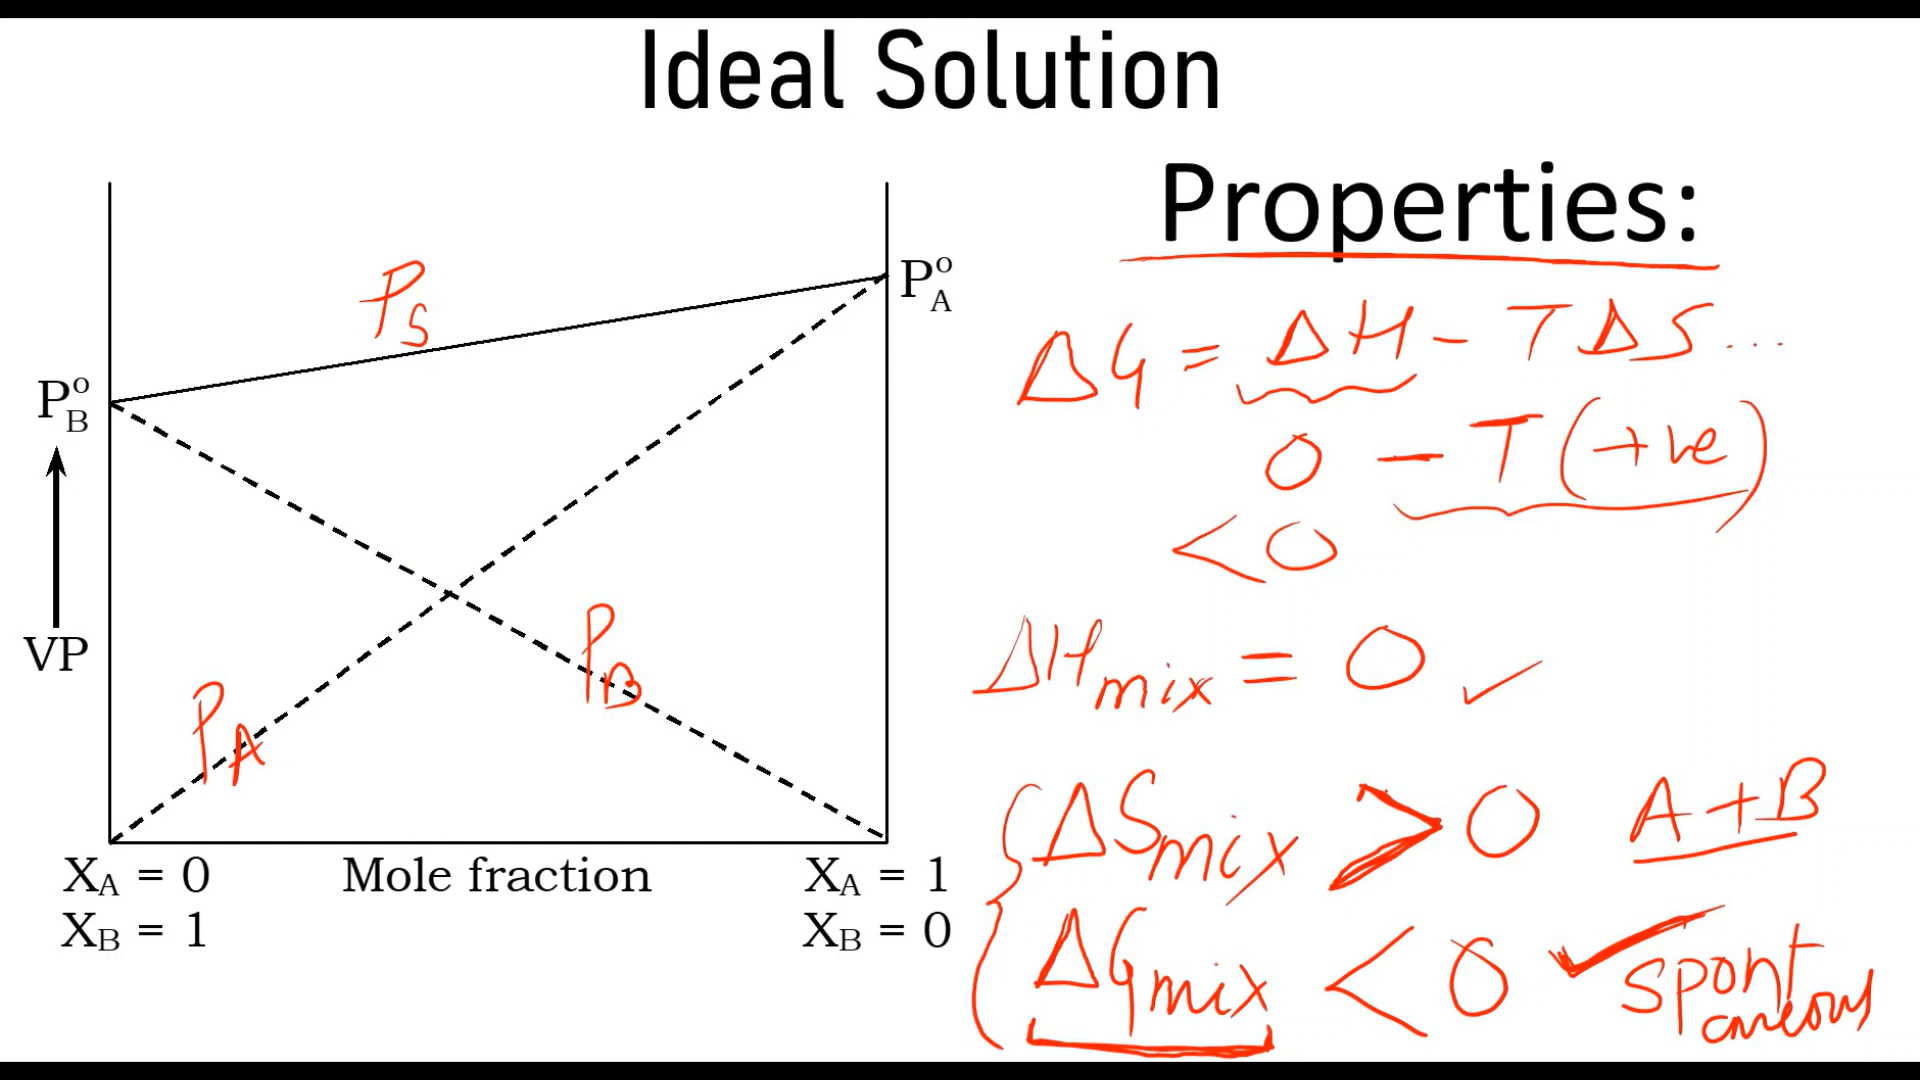 Ideal Solution
Properties:
P°A
PS
ΔG = ΔH - TΔS ...
P°B
0 - T (+ve)
< 0
VP
PB
ΔHmix = 0 ✓
PA
ΔSmix > 0 A + B
XA = 0 Mole fraction XA = 1
XB = 1 XB = 0
ΔGmix < 0 ✓ spontaneous